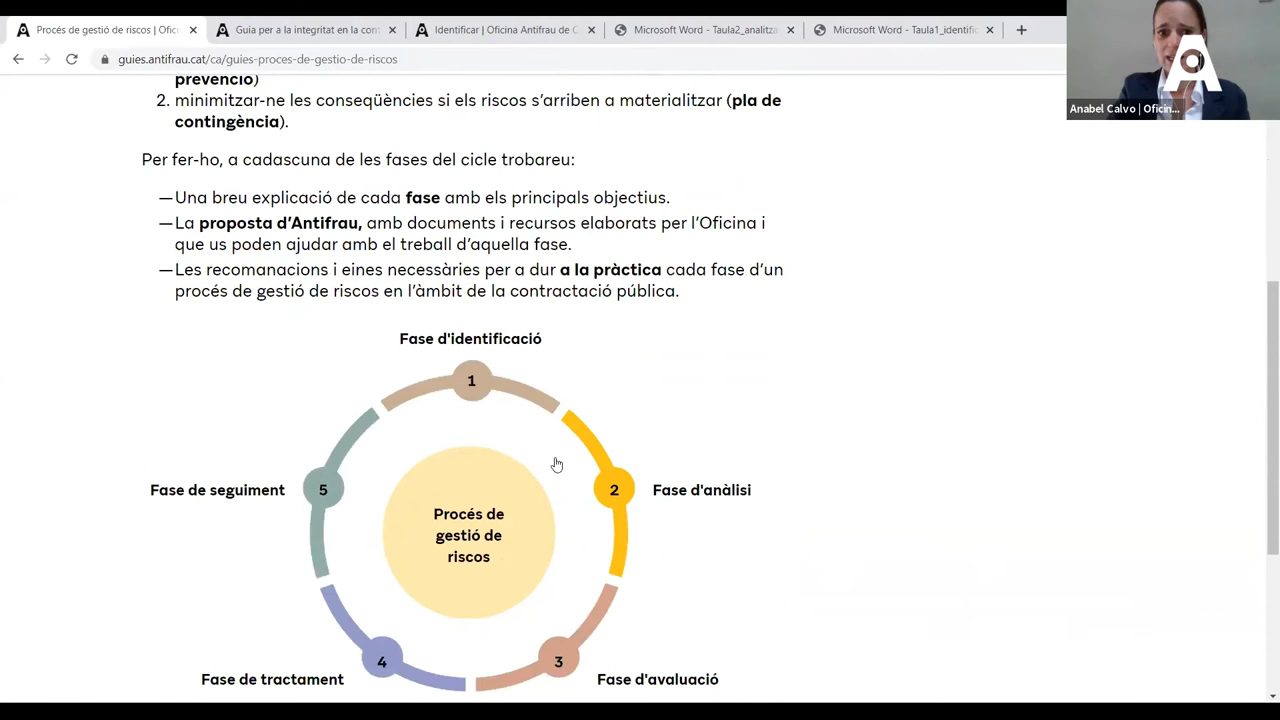 Procés de gestió de riscos | Ofici
Guia per a la integritat en la con
Identificar | Oficina Antifrau de C
Microsoft Word - Taula2_analitza
Microsoft Word - Taula1_identific
guies.antifrau.cat/ca/guies-proces-de-gestio-de-riscos
Anabel Calvo | Oficin...
prevenció)
2. minimitzar-ne les conseqüències si els riscos s'arriben a materialitzar (pla de
contingència).
Per fer-ho, a cadascuna de les fases del cicle trobareu:
—Una breu explicació de cada fase amb els principals objectius.
—La proposta d'Antifrau, amb documents i recursos elaborats per l'Oficina i
que us poden ajudar amb el treball d'aquella fase.
—Les recomanacions i eines necessàries per a dur a la pràctica cada fase d'un
procés de gestió de riscos en l'àmbit de la contractació pública.
Fase d'identificació
1
Fase de seguiment
5
2
Fase d'anàlisi
Procés de
gestió de
riscos
4
3
Fase de tractament
Fase d'avaluació